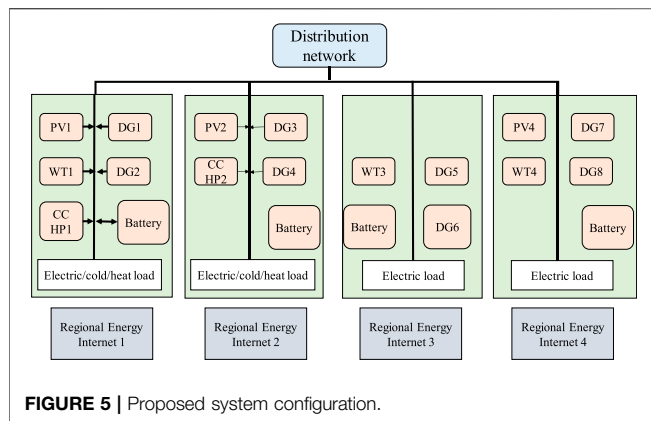 Distribution
network
PV1
DG1
WT1
DG2
CC
HP1
Battery
Electric/cold/heat load
Regional Energy
Internet 1
PV2
DG3
CC
HP2
DG4
Battery
Electric/cold/heat load
Regional Energy
Internet 2
WT3
DG5
Battery
DG6
Electric load
Regional Energy
Internet 3
PV4
DG7
WT4
DG8
Battery
Electric load
Regional Energy
Internet 4
FIGURE 5 | Proposed system configuration.